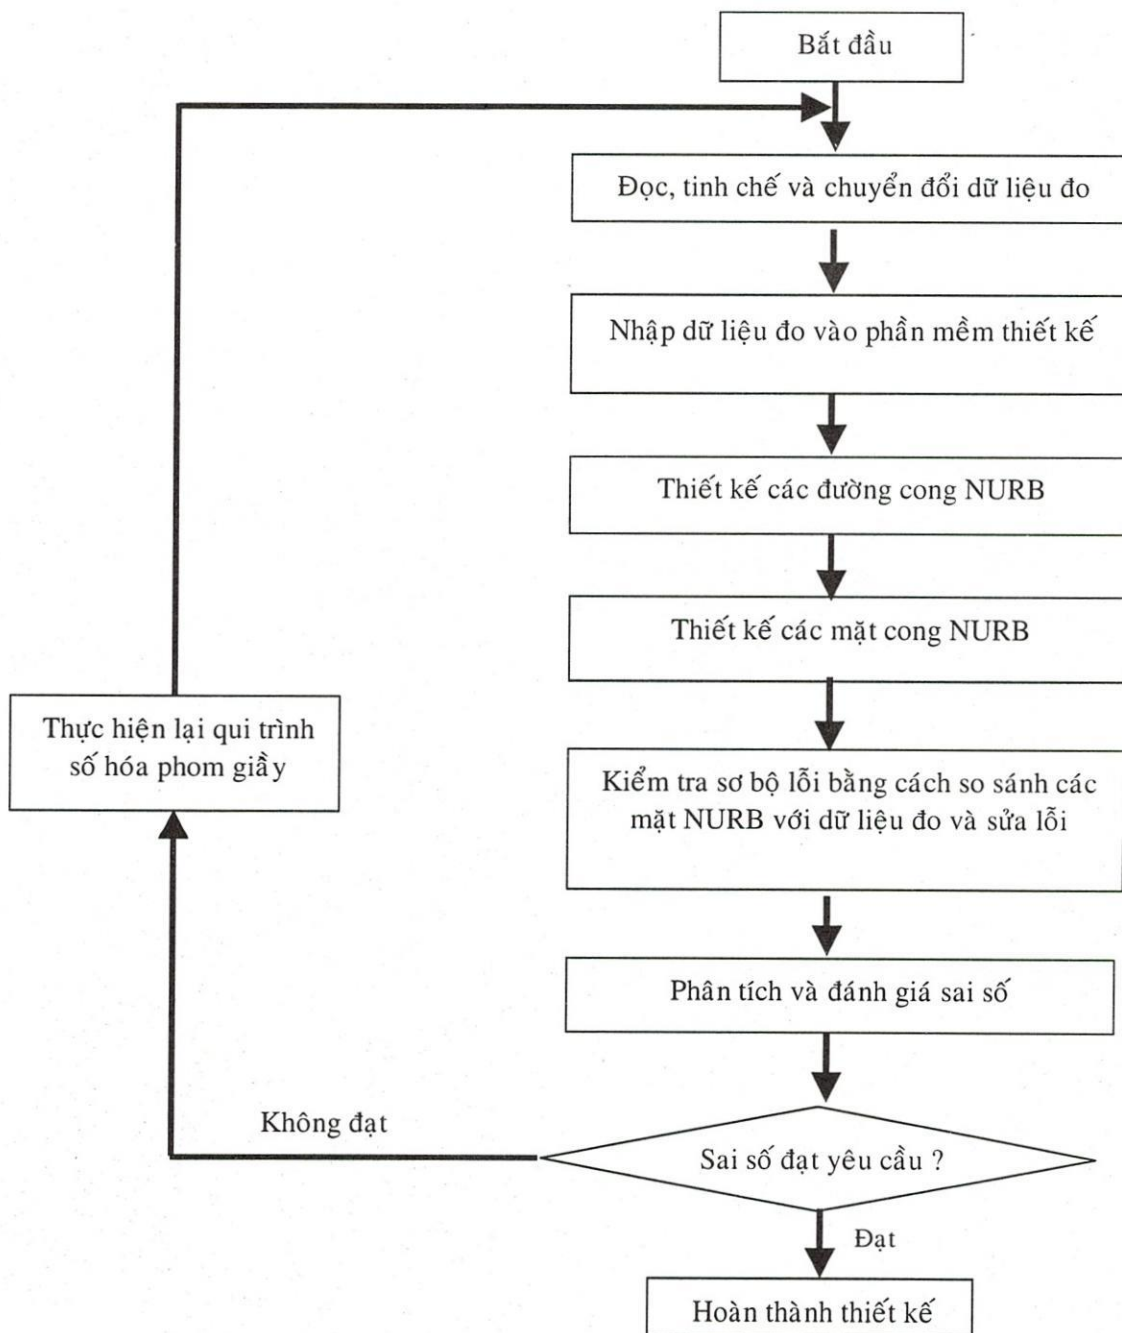 Bắt đầu
Đọc, tinh chế và chuyển đổi dữ liệu đo
Nhập dữ liệu đo vào phần mềm thiết kế
Thiết kế các đường cong NURB
Thiết kế các mặt cong NURB
Thực hiện lại qui trình
số hóa phom giầy
Kiểm tra sơ bộ lỗi bằng cách so sánh các
mặt NURB với dữ liệu đo và sửa lỗi
Phân tích và đánh giá sai số
Không đạt
Sai số đạt yêu cầu ?
Đạt
Hoàn thành thiết kế